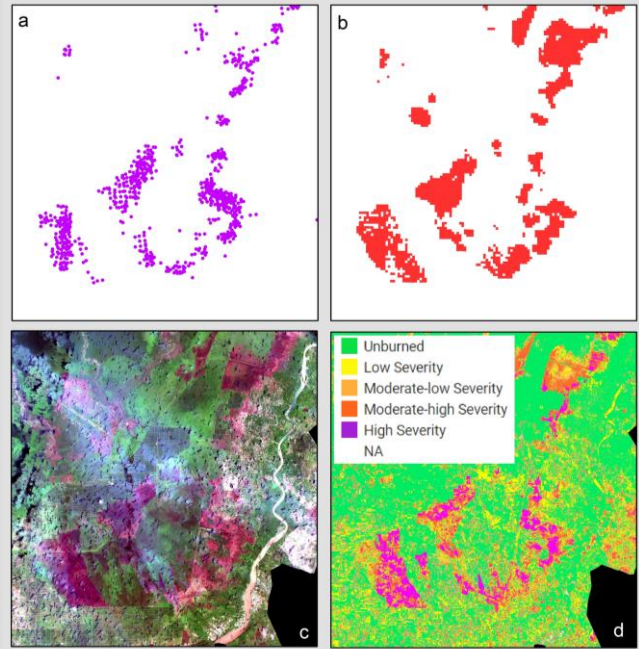 a
b
Unburned
Low Severity
Moderate-low Severity
Moderate-high Severity
High Severity
NA
c
d